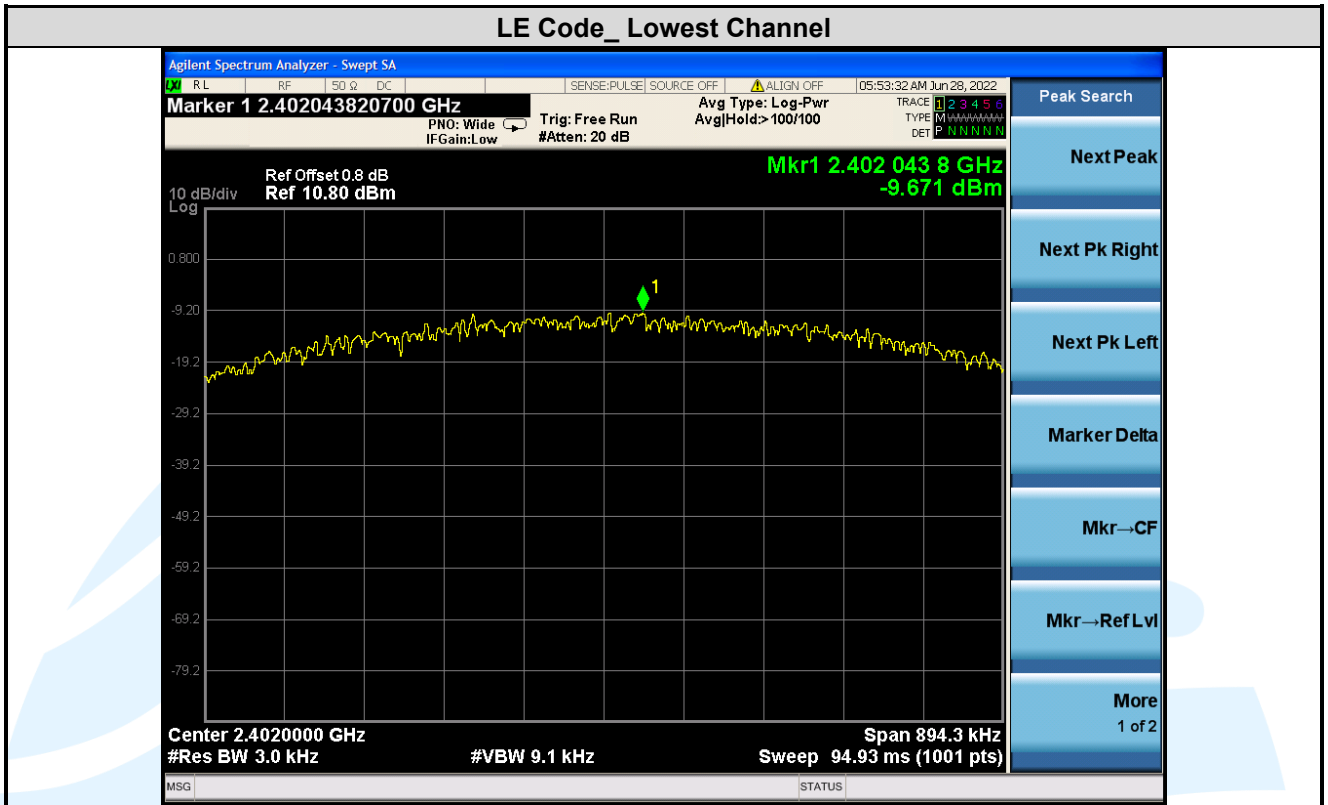 LE Code_ Lowest Channel
Agilent Spectrum Analyzer - Swept SA
LXI RL RF 50 Ω DC SENSE:PULSE SOURCE OFF ALIGN OFF 05:53:32 AM Jun 28, 2022
Marker 1 2.402043820700 GHz
PNO: Wide
IFGain:Low
Trig: Free Run
#Atten: 20 dB
Avg Type: Log-Pwr
Avg|Hold:>100/100
TRACE 1 2 3 4 5 6
TYPE M
DET P N N N N N
Peak Search
Mkr1 2.402 043 8 GHz
-9.671 dBm
Ref Offset 0.8 dB
10 dB/div Ref 10.80 dBm
Log
0.800
-9.20
-19.2
-29.2
-39.2
-49.2
-59.2
-69.2
-79.2
1
Next Peak
Next Pk Right
Next Pk Left
Marker Delta
Mkr→CF
Mkr→Ref Lvl
More
1 of 2
Center 2.4020000 GHz Span 894.3 kHz
#Res BW 3.0 kHz #VBW 9.1 kHz Sweep 94.93 ms (1001 pts)
MSG STATUS